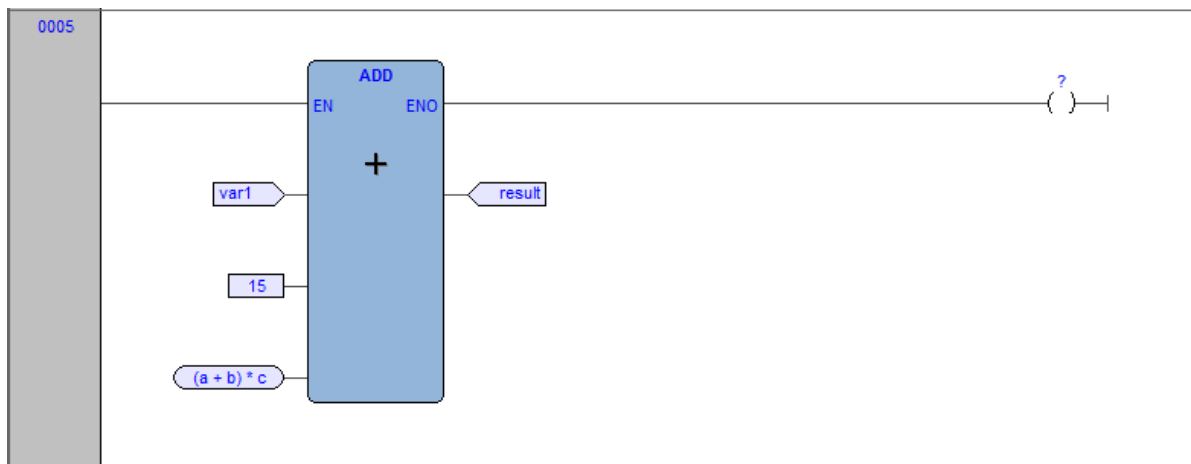 0005
ADD
?
EN ENO
+
var1
result
15
(a + b) * c